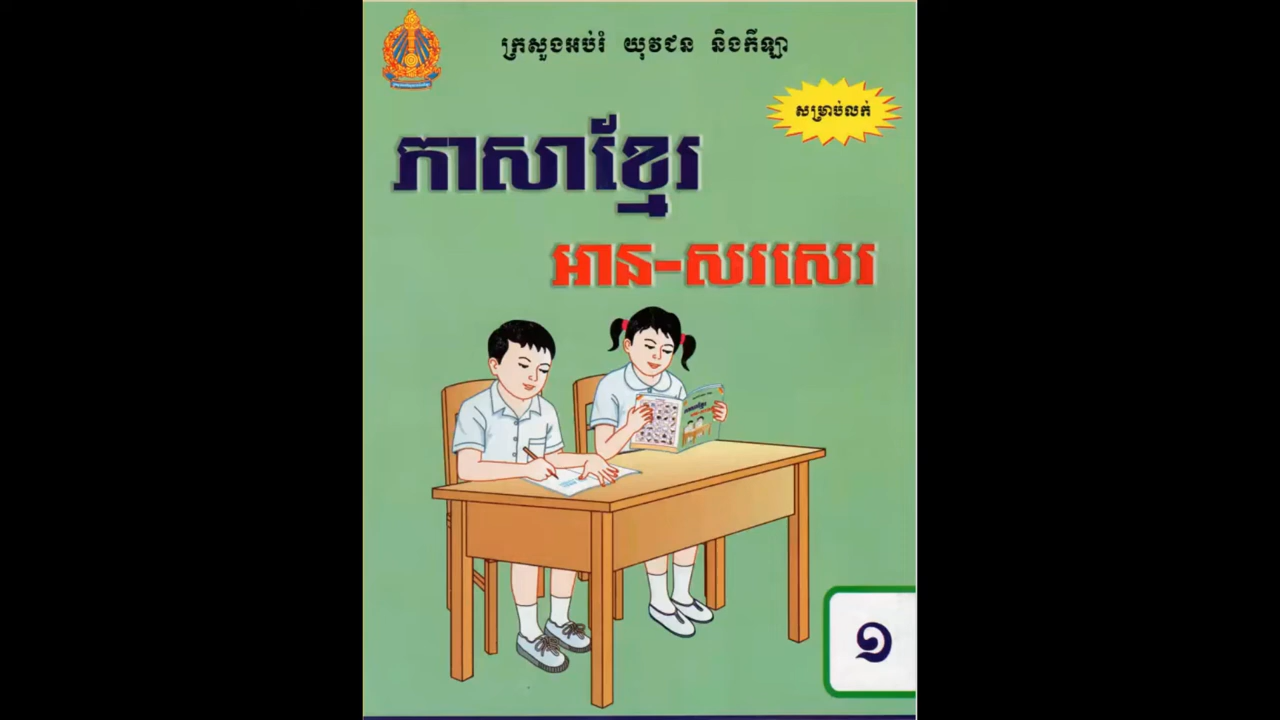 ក្រសួងអប់រំ យុវជន និងកីឡា
សម្រាប់លក់
ភាសាខ្មែរ
អាន-សរសេរ
១